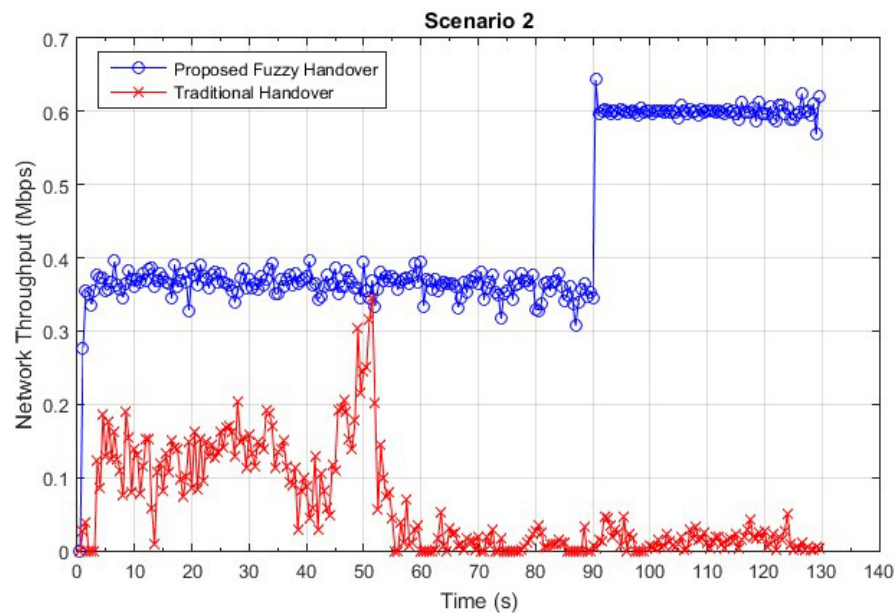 Scenario 2
0.7
Proposed Fuzzy Handover
Traditional Handover
0.6
0.5
0.4
0.3
0.2
0.1
0
Network Throughput (Mbps)
0 10 20 30 40 50 60 70 80 90 100 110 120 130 140
Time (s)